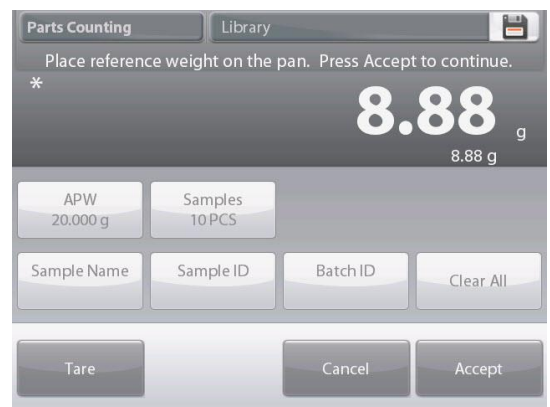 Parts Counting
Library
Place reference weight on the pan. Press Accept to continue.
*
8.88 g
8.88 g
APW
20.000 g
Samples
10 PCS
Sample Name
Sample ID
Batch ID
Clear All
Tare
Cancel
Accept